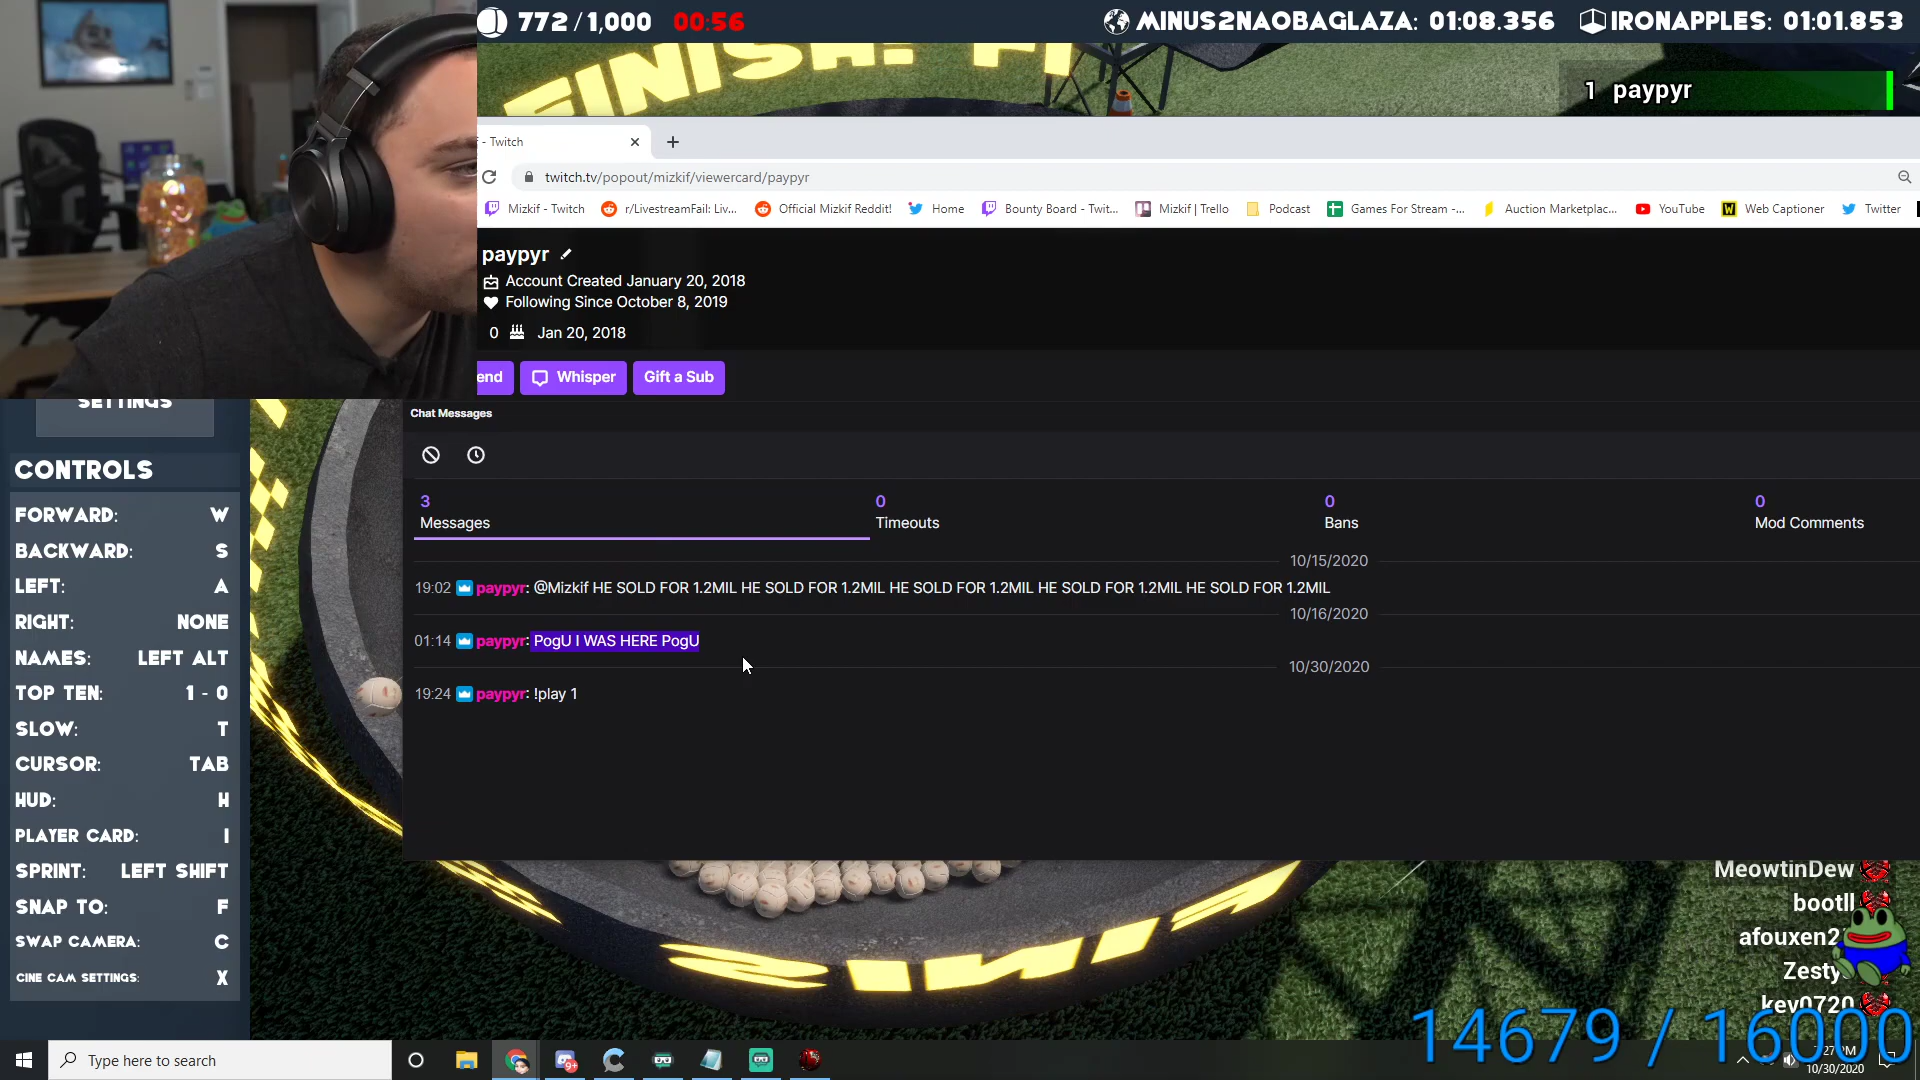 772 / 1,000 00:56 MINUS2NAOBAGLAZA: 01:08.356 IRONAPPLES: 01:01.853
FINISH! FI
1 paypyr
- Twitch
twitch.tv/popout/mizkif/viewercard/paypyr
Mizkif - Twitch r/LivestreamFail: Liv... Official Mizkif Reddit! Home Bounty Board - Twit... Mizkif | Trello Podcast Games For Stream -... Auction Marketplac... YouTube Web Captioner Twitter
paypyr
Account Created January 20, 2018
Following Since October 8, 2019
0 Jan 20, 2018
end Whisper Gift a Sub
SETTINGS
Chat Messages
CONTROLS
FORWARD: W
BACKWARD: S
LEFT: A
RIGHT: NONE
NAMES: LEFT ALT
TOP TEN: 1 - 0
SLOW: T
CURSOR: TAB
HUD: H
PLAYER CARD: I
SPRINT: LEFT SHIFT
SNAP TO: F
SWAP CAMERA: C
CINE CAM SETTINGS: X
3 Messages
0 Timeouts
0 Bans
0 Mod Comments
10/15/2020
19:02 paypyr: @Mizkif HE SOLD FOR 1.2MIL HE SOLD FOR 1.2MIL HE SOLD FOR 1.2MIL HE SOLD FOR 1.2MIL HE SOLD FOR 1.2MIL
10/16/2020
01:14 paypyr: PogU I WAS HERE PogU
10/30/2020
19:24 paypyr: !play 1
MeowtinDew
bootll
afouxen2
Zesty
kev0720
14679 / 16000
Type here to search
9+
10/30/2020